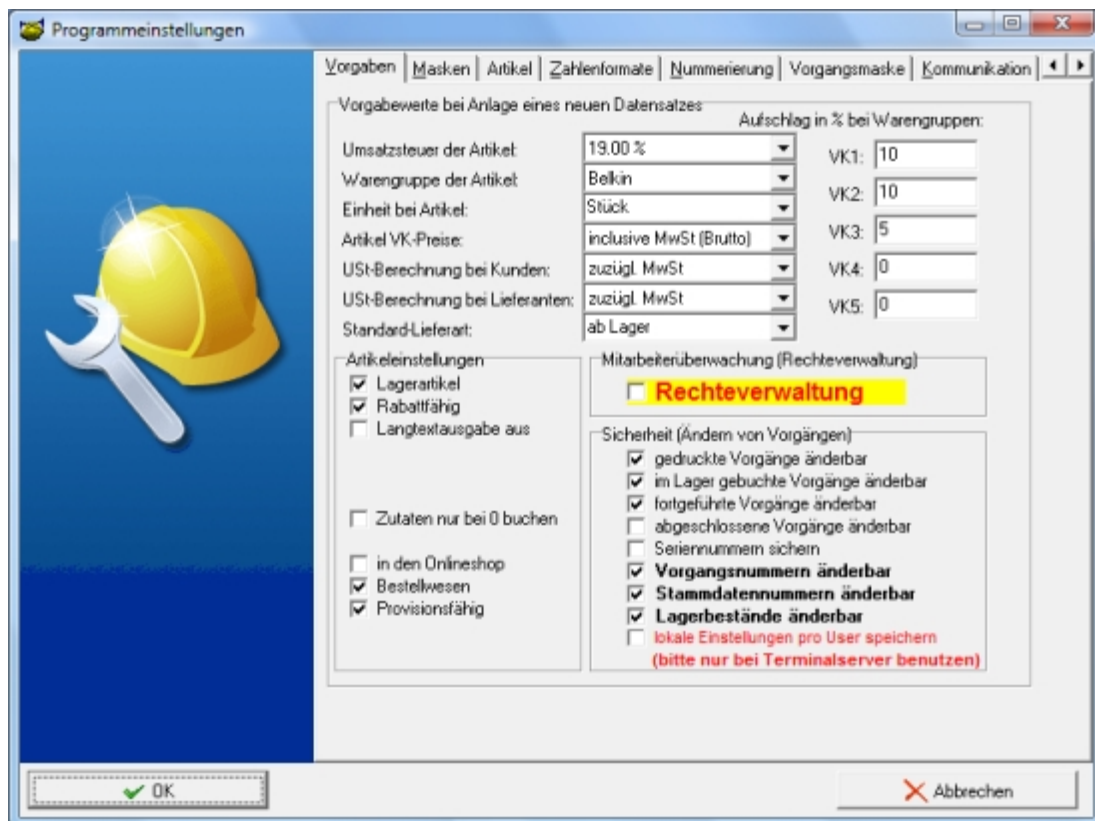 Programmeinstellungen
Vorgaben Masken Artikel Zahlenformate Nummerierung Vorgangsmaske Kommunikation
Vorgabewerte bei Anlage eines neuen Datensatzes
Aufschlag in % bei Warengruppen:
Umsatzsteuer der Artikel: 19.00 % VK1: 10
Warengruppe der Artikel: Belkin VK2: 10
Einheit bei Artikel: Stück
Artikel VK-Preise: inclusive MwSt (Brutto) VK3: 5
USt-Berechnung bei Kunden: zuzügl. MwSt VK4: 0
USt-Berechnung bei Lieferanten: zuzügl. MwSt VK5: 0
Standard-Lieferart: ab Lager
Artikeleinstellungen
Lagerartikel
Rabattfähig
Langtextausgabe aus
Zutaten nur bei 0 buchen
in den Onlineshop
Bestellwesen
Provisionsfähig
Mitarbeiterüberwachung (Rechteverwaltung)
Rechteverwaltung
Sicherheit (Ändern von Vorgängen)
gedruckte Vorgänge änderbar
im Lager gebuchte Vorgänge änderbar
fortgeführte Vorgänge änderbar
abgeschlossene Vorgänge änderbar
Seriennummern sichern
Vorgangsnummern änderbar
Stammdatennummern änderbar
Lagerbestände änderbar
lokale Einstellungen pro User speichern
(bitte nur bei Terminalserver benutzen)
OK Abbrechen